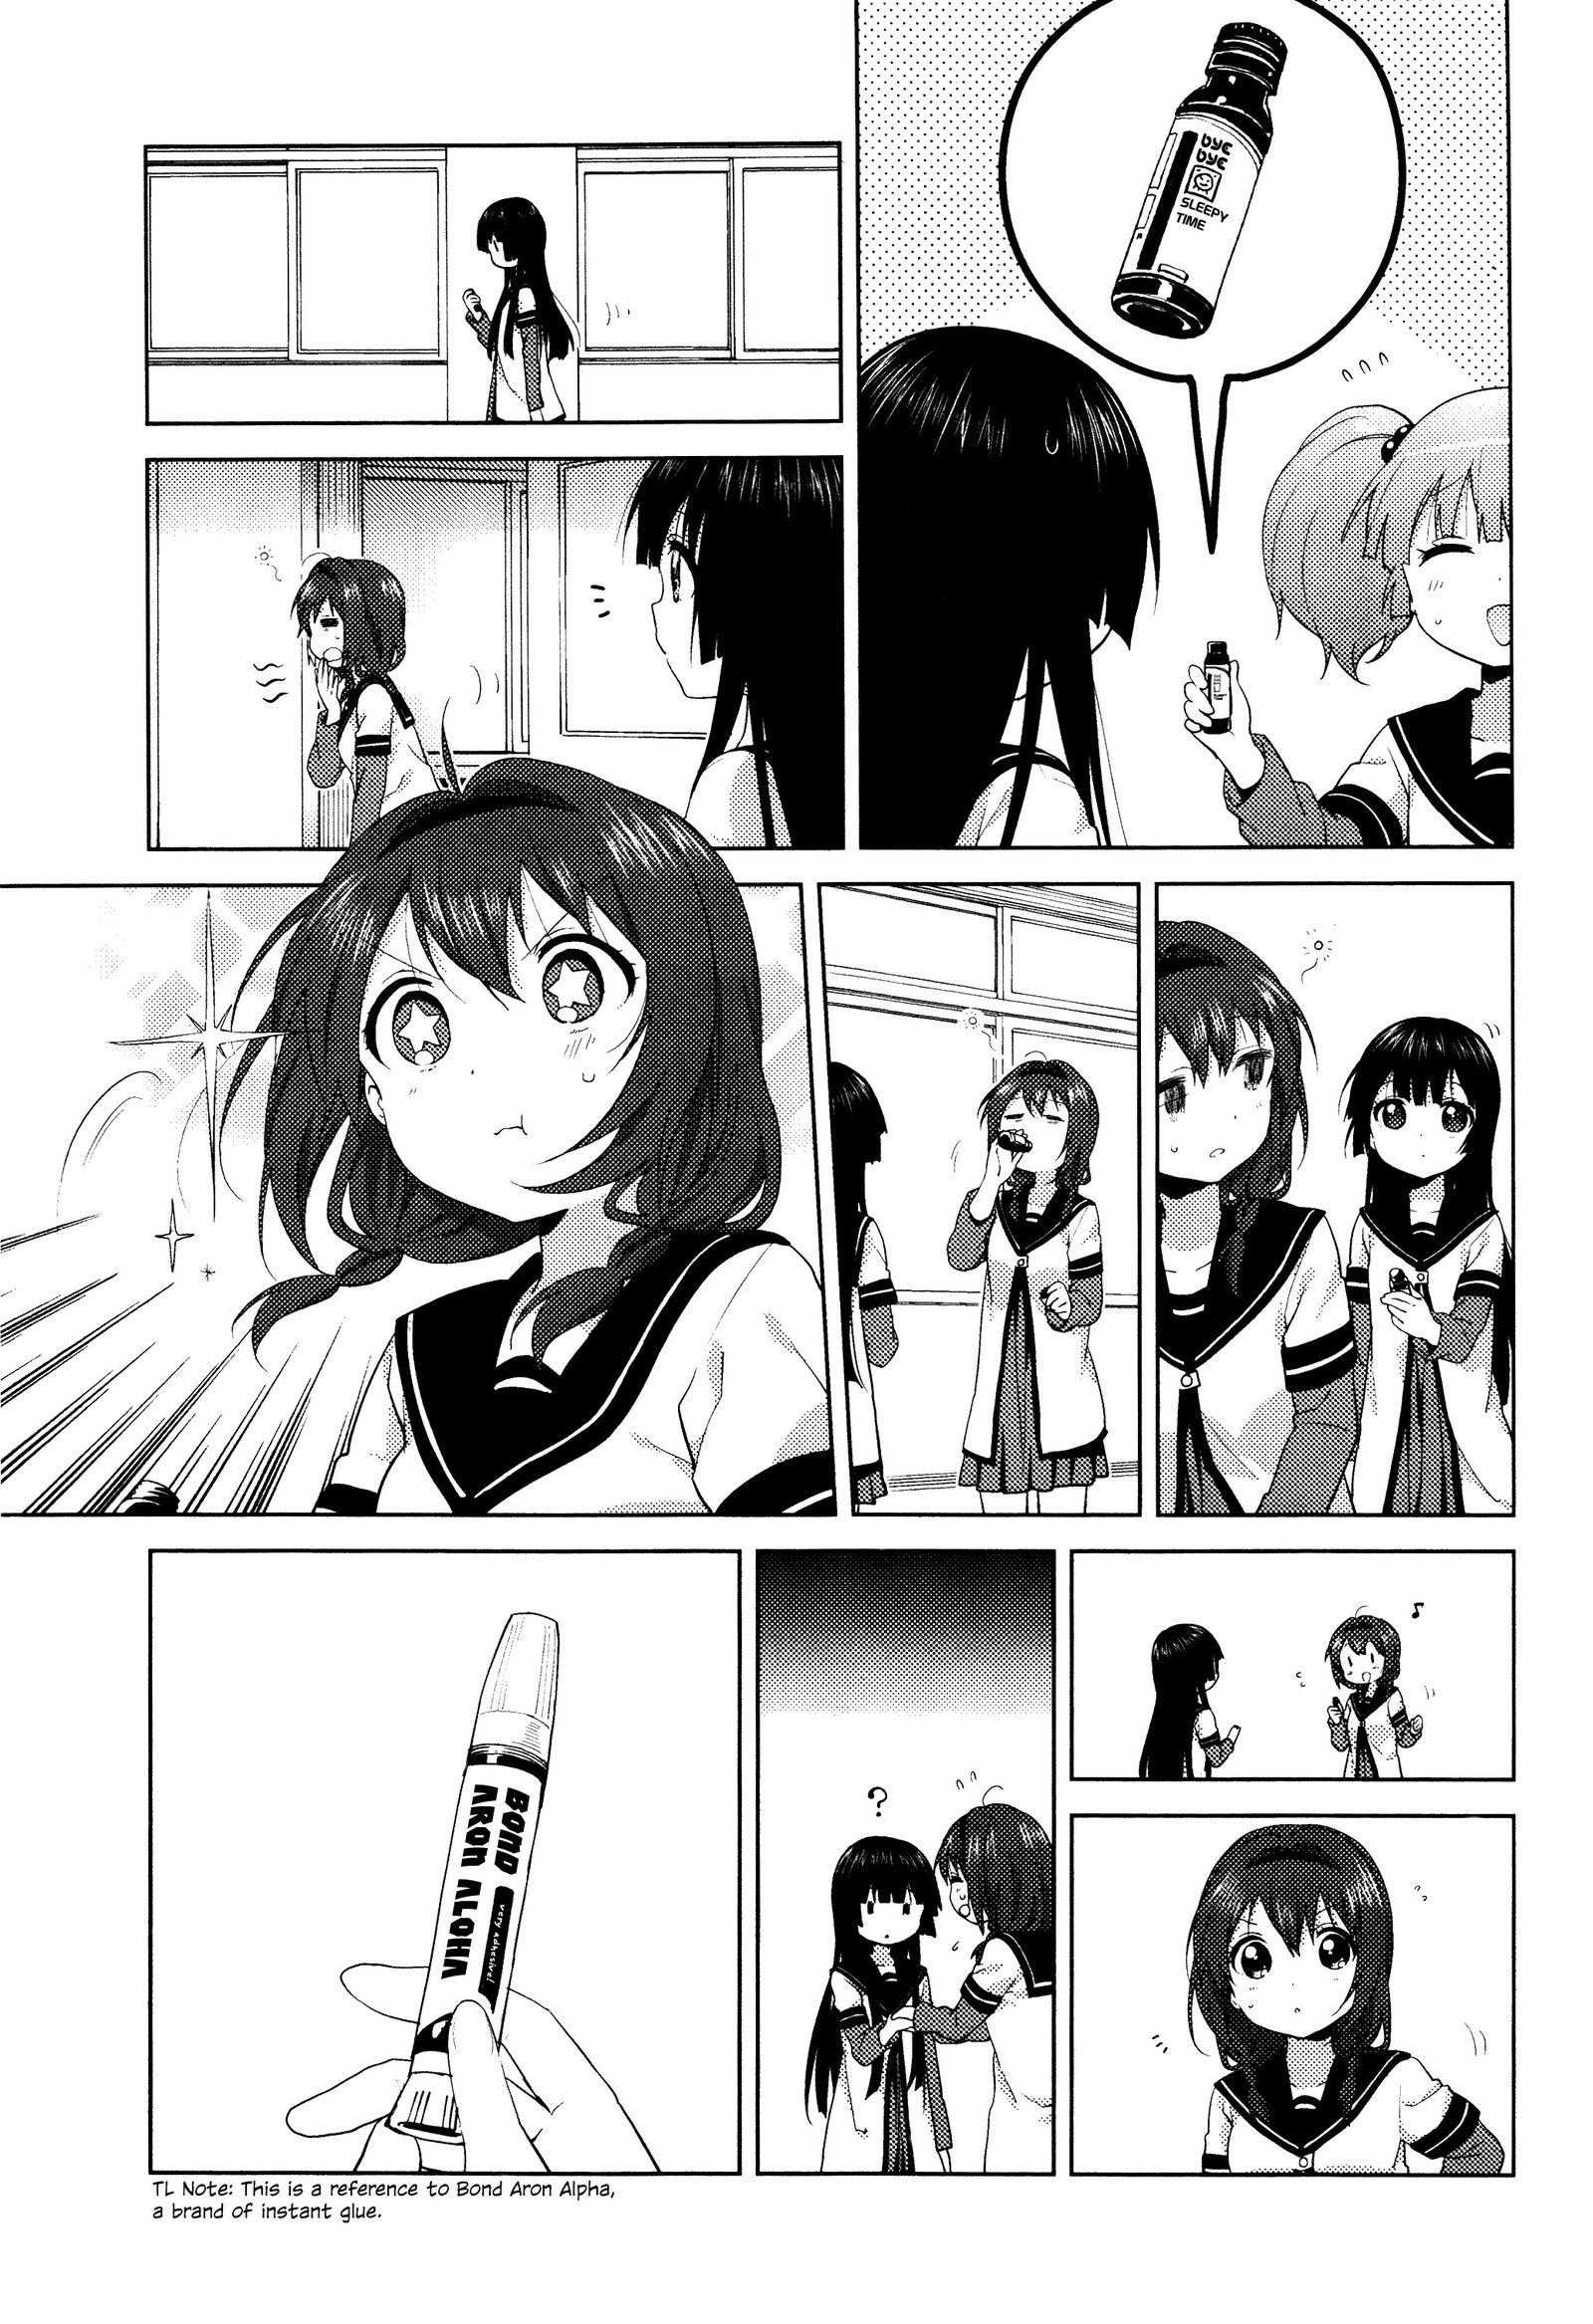 bye
bye
SLEEPY
TIME
?
BOND
ARON ALOHA
very adhesive!
TL Note: This is a reference to Bond Aron Alpha,
a brand of instant glue.